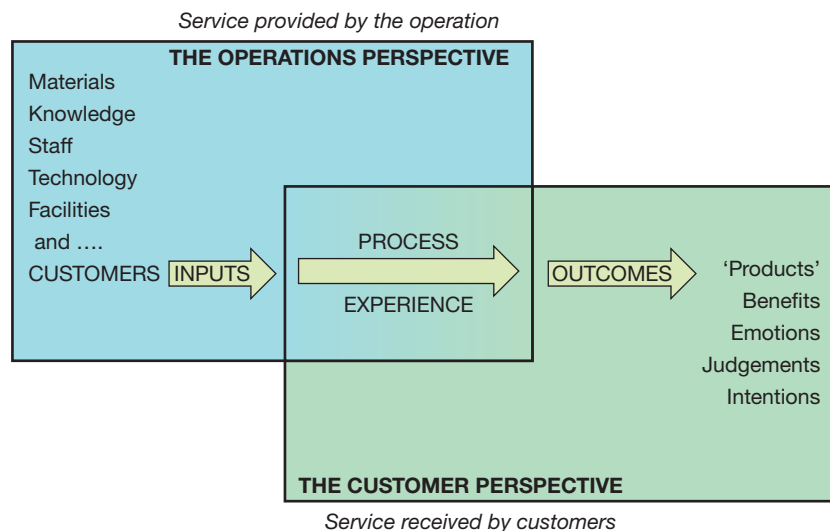 Service provided by the operation
THE OPERATIONS PERSPECTIVE
Materials
Knowledge
Staff
Technology
Facilities
and ....
CUSTOMERS
INPUTS
PROCESS
EXPERIENCE
OUTCOMES
‘Products’
Benefits
Emotions
Judgements
Intentions
THE CUSTOMER PERSPECTIVE
Service received by customers